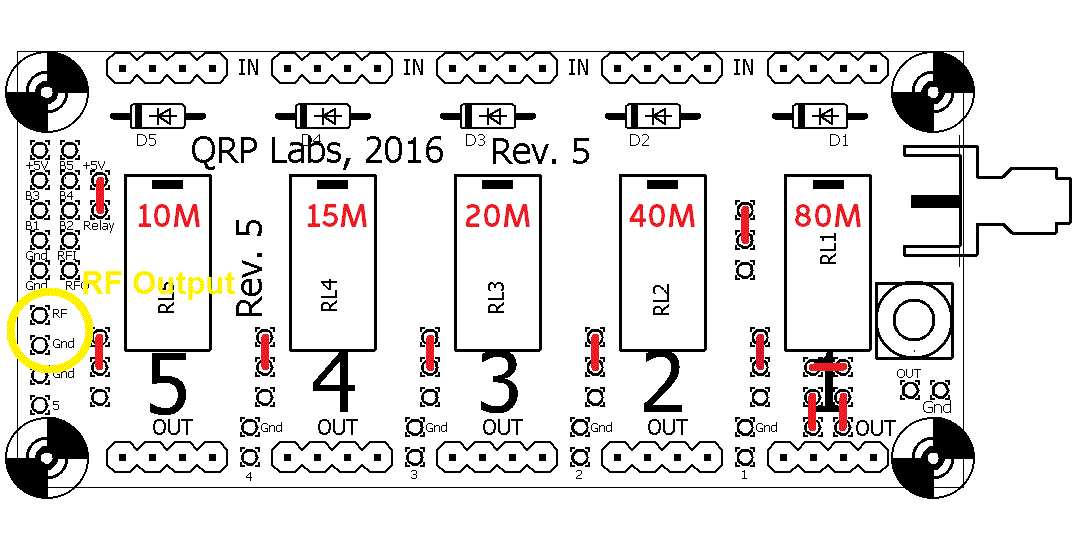 IN IN IN IN
D5 D4 D3 D2 D1
QRP Labs, 2016 Rev. 5
+5V B5 +5V
B3 B4
10M 15M 20M 40M 80M
B1 B2 Relay
Rev. 5
RL1
Gnd RF1
Gnd
RF Output
RL4 RL3 RL2
RF
Gnd
Gnd
OUT
5 4 3 2 1
5
Gnd
OUT Gnd OUT Gnd OUT Gnd OUT Gnd OUT
4 3 2 1